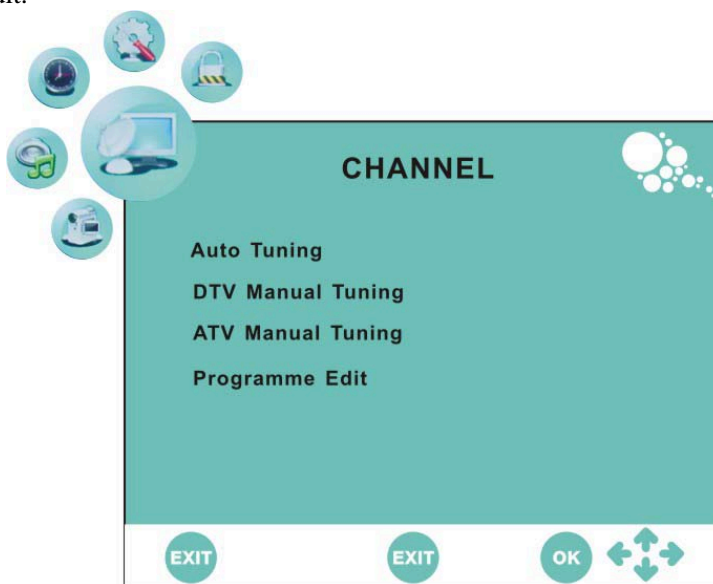 CHANNEL
Auto Tuning
DTV Manual Tuning
ATV Manual Tuning
Programme Edit
EXIT EXIT OK